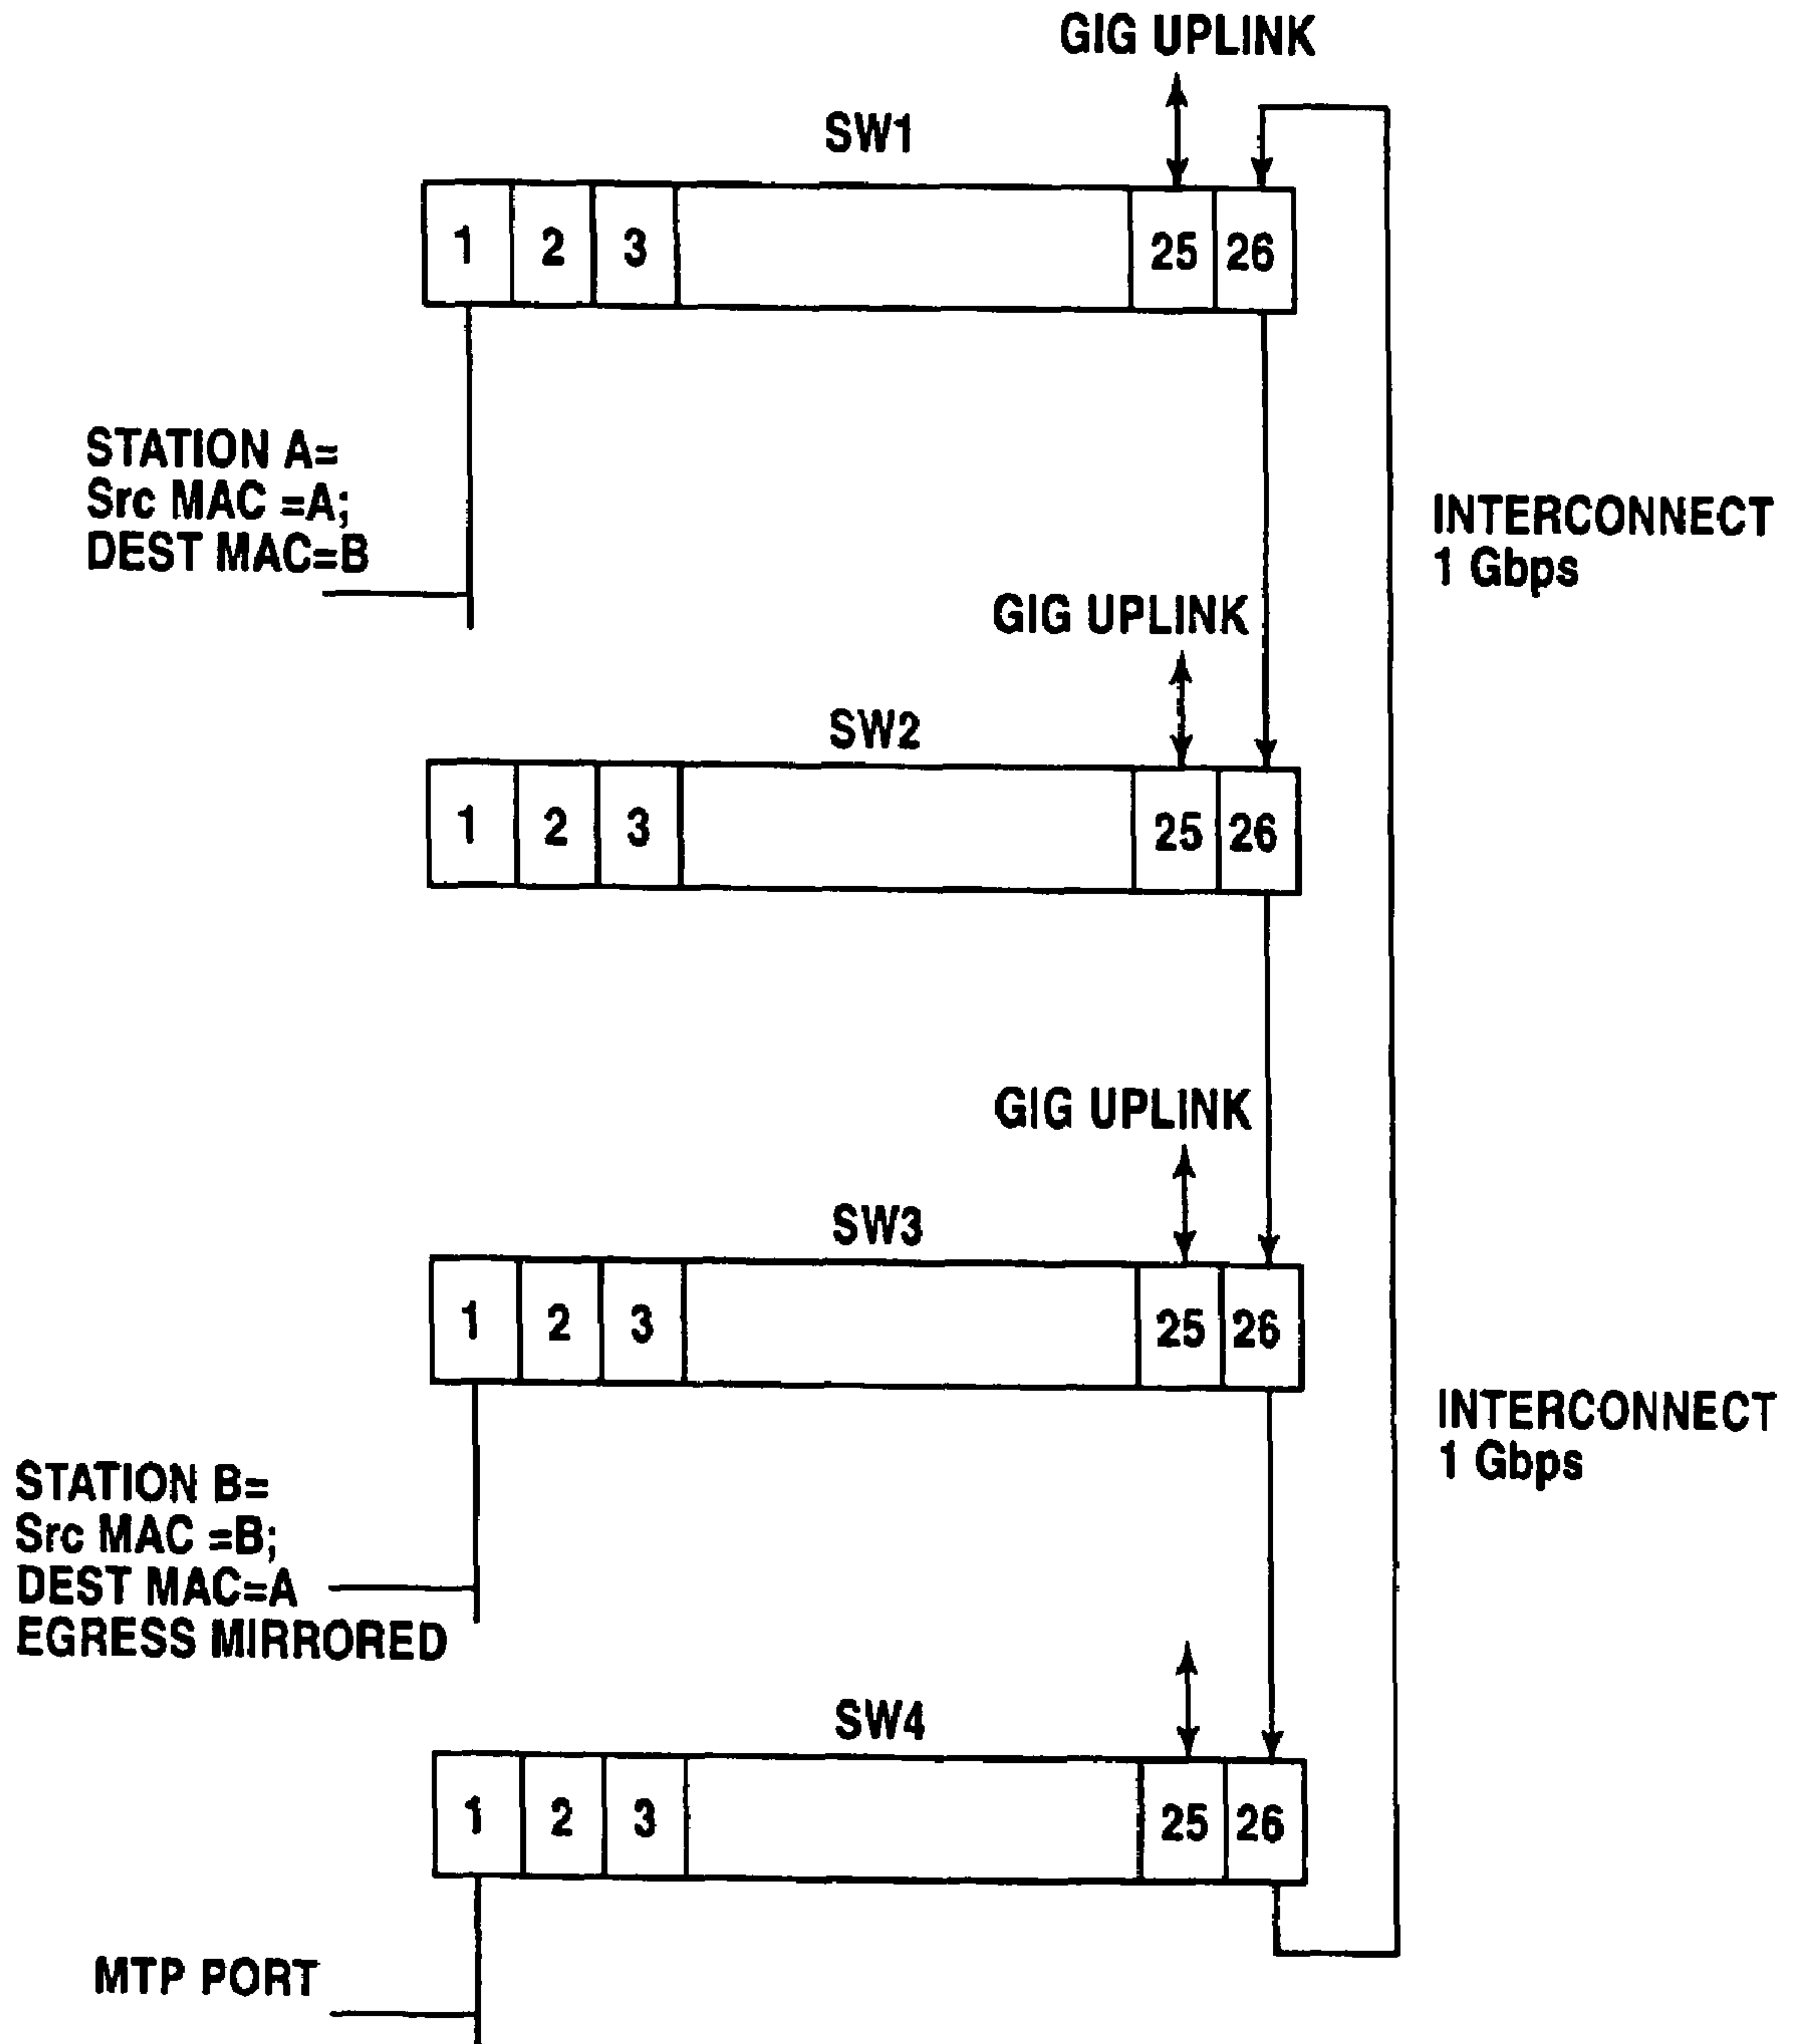 GIG UPLINK
SW1
1 2 3 25 26
STATION A=
Src MAC =A;
DEST MAC=B
INTERCONNECT
1 Gbps
GIG UPLINK
SW2
1 2 3 25 26
GIG UPLINK
SW3
1 2 3 25 26
INTERCONNECT
1 Gbps
STATION B=
Src MAC =B;
DEST MAC=A
EGRESS MIRRORED
SW4
1 2 3 25 26
MTP PORT